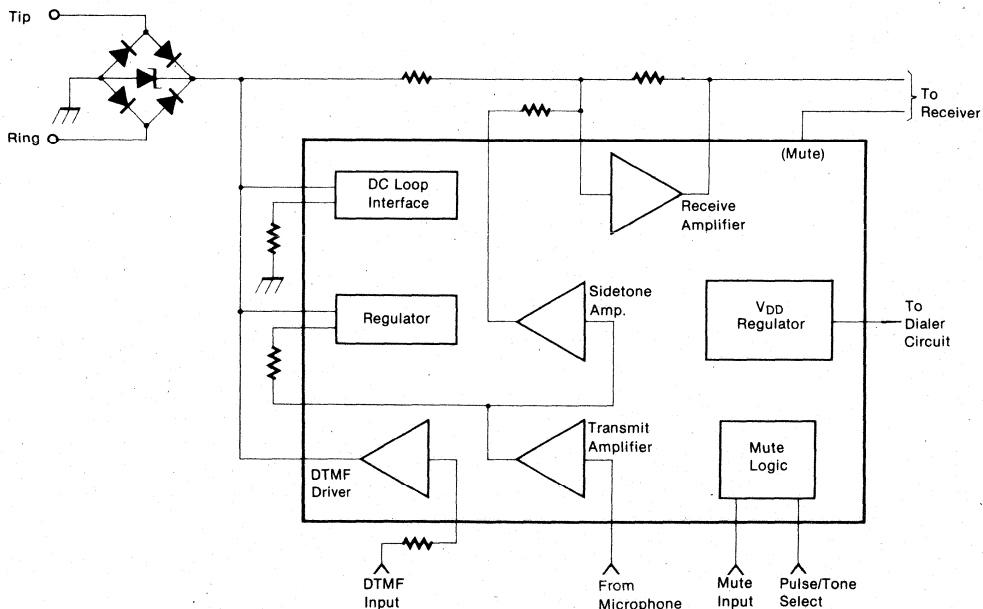 Tip
Ring
To
Receiver
(Mute)
DC Loop
Interface
Receive
Amplifier
Sidetone
Amp.
Regulator
VDD
Regulator
To
Dialer
Circuit
Transmit
Amplifier
DTMF
Driver
Mute
Logic
DTMF
Input
From
Microphone
Mute
Input
Pulse/Tone
Select